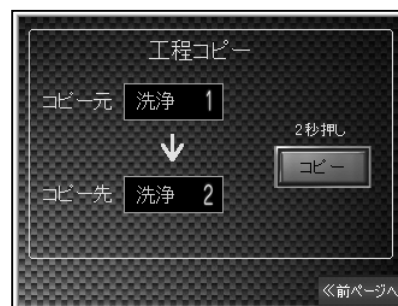 工程コピー
コピー元 洗浄 1
2秒押し
コピー
コピー先 洗浄 2
≪前ページへ